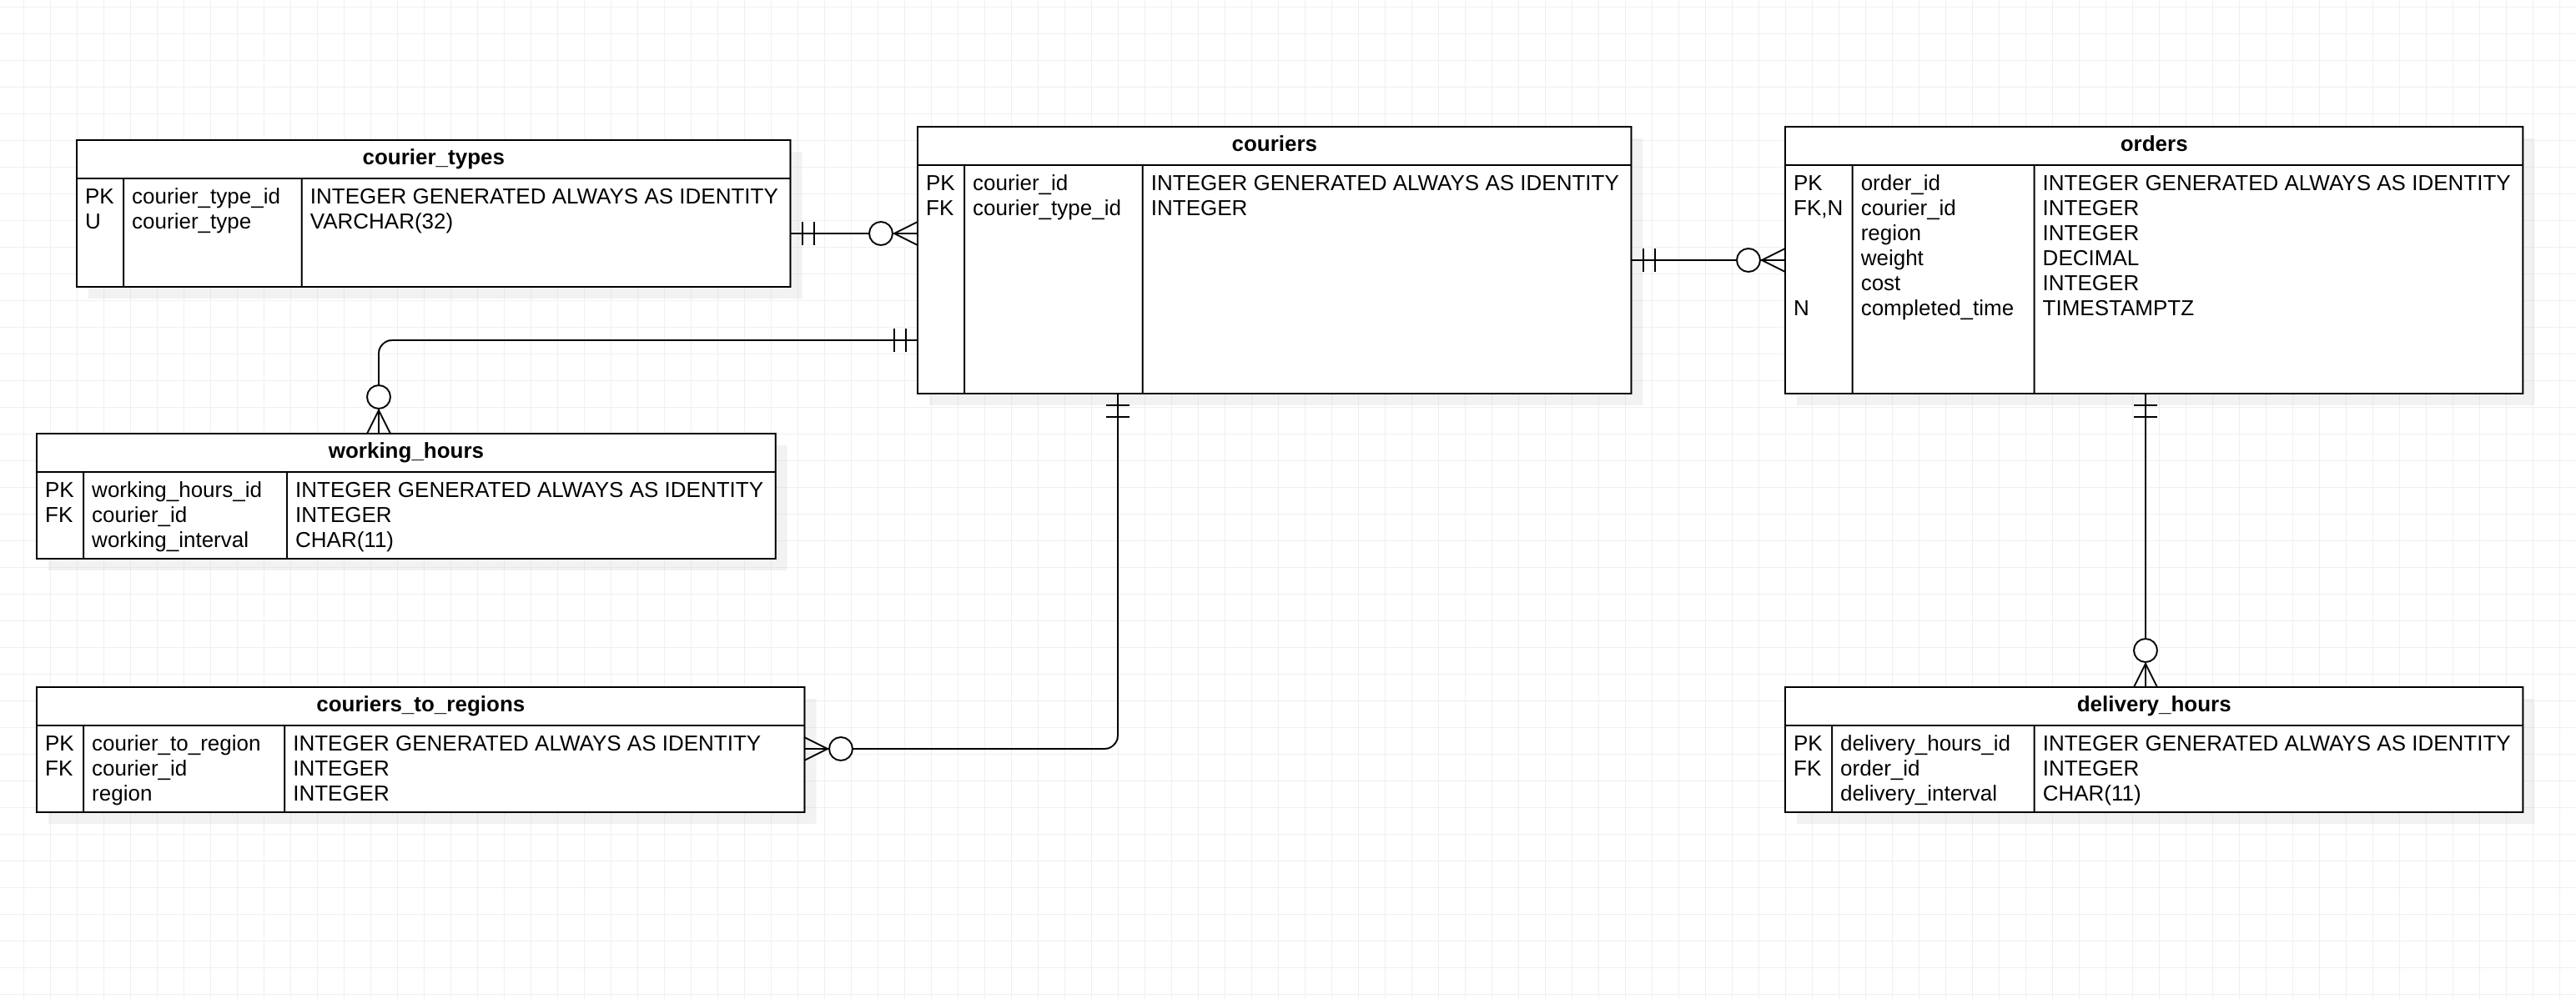 courier_types
PK courier_type_id INTEGER GENERATED ALWAYS AS IDENTITY
U courier_type VARCHAR(32)
couriers
PK courier_id INTEGER GENERATED ALWAYS AS IDENTITY
FK courier_type_id INTEGER
orders
PK order_id INTEGER GENERATED ALWAYS AS IDENTITY
FK,N courier_id INTEGER
region INTEGER
weight DECIMAL
cost INTEGER
N completed_time TIMESTAMPTZ
working_hours
PK working_hours_id INTEGER GENERATED ALWAYS AS IDENTITY
FK courier_id INTEGER
working_interval CHAR(11)
couriers_to_regions
PK courier_to_region INTEGER GENERATED ALWAYS AS IDENTITY
FK courier_id INTEGER
region INTEGER
delivery_hours
PK delivery_hours_id INTEGER GENERATED ALWAYS AS IDENTITY
FK order_id INTEGER
delivery_interval CHAR(11)